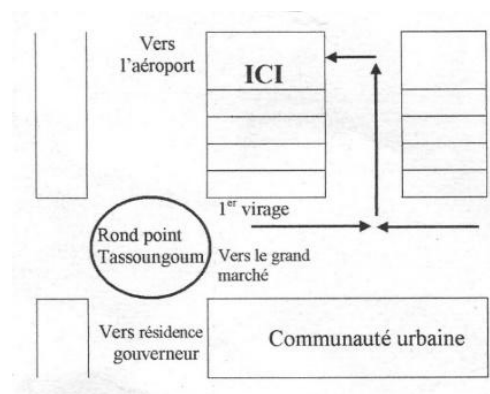 Vers
l'aéroport
ICI
1er virage
Rond point
Tassoungoum
Vers le grand
marché
Vers résidence
gouverneur
Communauté urbaine